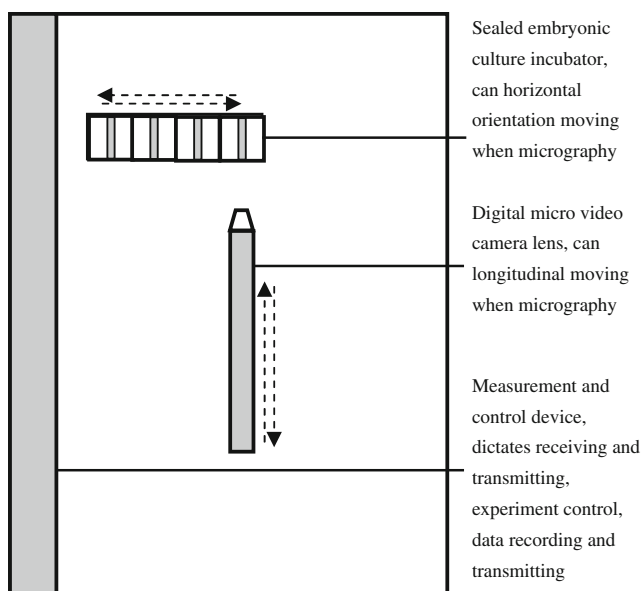 Sealed embryonic
culture incubator,
can horizontal
orientation moving
when micrography
Digital micro video
camera lens, can
longitudinal moving
when micrography
Measurement and
control device,
dictates receiving and
transmitting,
experiment control,
data recording and
transmitting